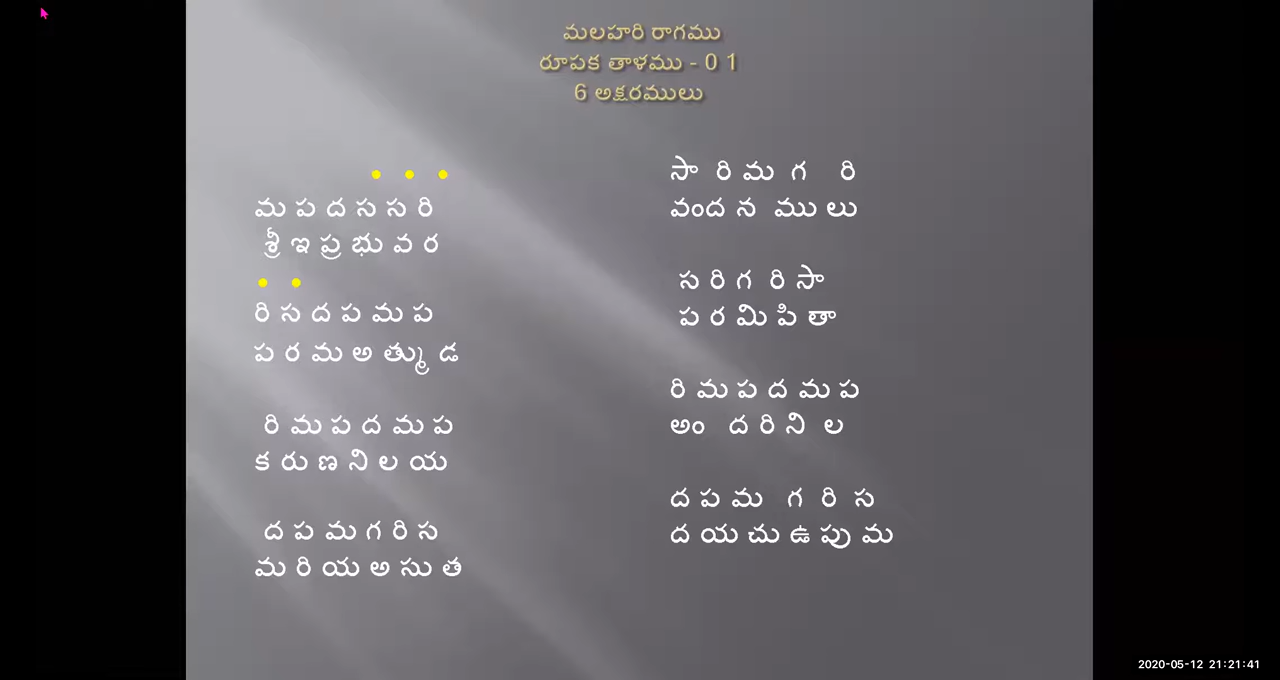 మలహరి రాగము
రూపక తాళము - 0 1
6 అక్షరములు
మ ప ద స స రి
శ్రీ ఇ ప్ర భు వ ర
రి స ద ప మ ప
ప ర మ అ త్ము డ
రి మ ప ద మ ప
క రు ణ ని ల య
ద ప మ గ రి స
మ రి య అ సు త
సా రి మ గ రి
వంద న ము లు
స రి గ రి సా
ప ర మి పి తా
రి మ ప ద మ ప
అం ద రి ని ల
ద ప మ గ రి స
ద య చు ఉ పు మ
2020-05-12 21:21:41